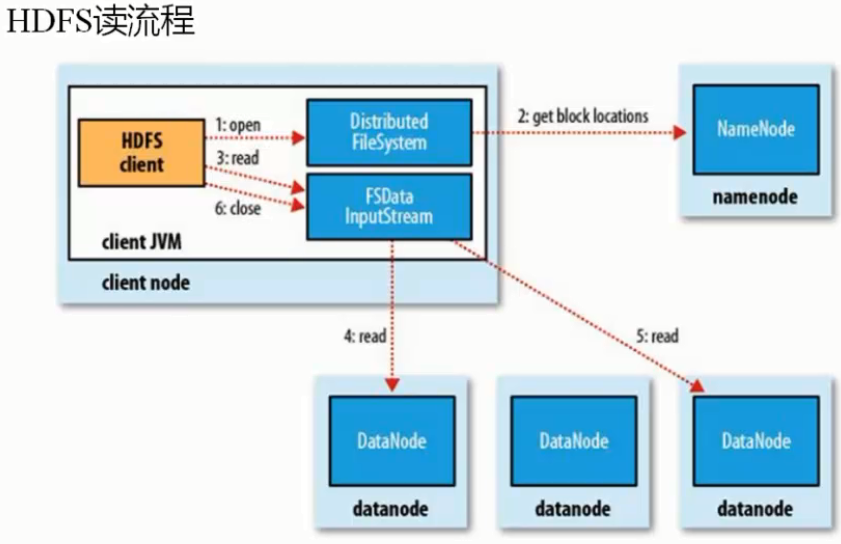 HDFS读流程
HDFS
client
1: open
3: read
6: close
Distributed
FileSystem
FSData
InputStream
2: get block locations
NameNode
namenode
client JVM
client node
4: read
5: read
DataNode
datanode
DataNode
datanode
DataNode
datanode